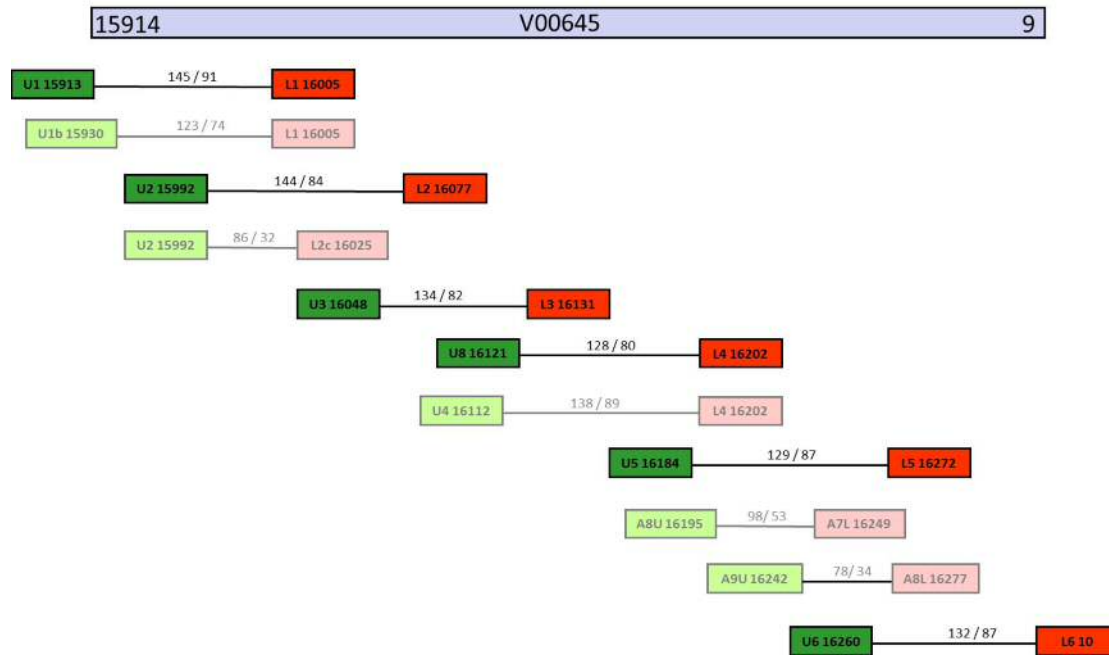 15914 V00645 9
U1 15913 145 / 91 L1 16005
U1b 15930 123 / 74 L1 16005
U2 15992 144 / 84 L2 16077
U2 15992 86 / 32 L2c 16025
U3 16048 134 / 82 L3 16131
U8 16121 128 / 80 L4 16202
U4 16112 138 / 89 L4 16202
U5 16184 129 / 87 L5 16272
A8U 16195 98/ 53 A7L 16249
A9U 16242 78/ 34 A8L 16277
U6 16260 132 / 87 L6 10